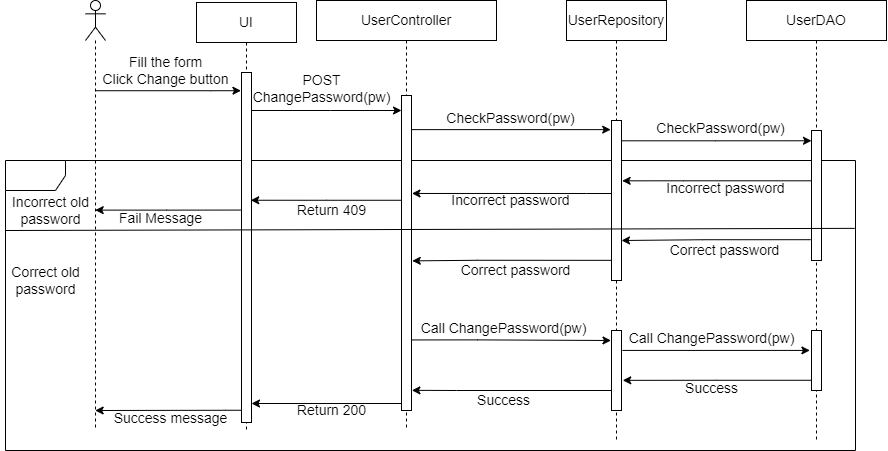 UI
UserController
UserRepository
UserDAO
Fill the form
Click Change button
POST
ChangePassword(pw)
CheckPassword(pw)
CheckPassword(pw)
Incorrect old
password
Incorrect password
Incorrect password
Return 409
Fail Message
Correct old
password
Correct password
Correct password
Call ChangePassword(pw)
Call ChangePassword(pw)
Success
Success
Return 200
Success message